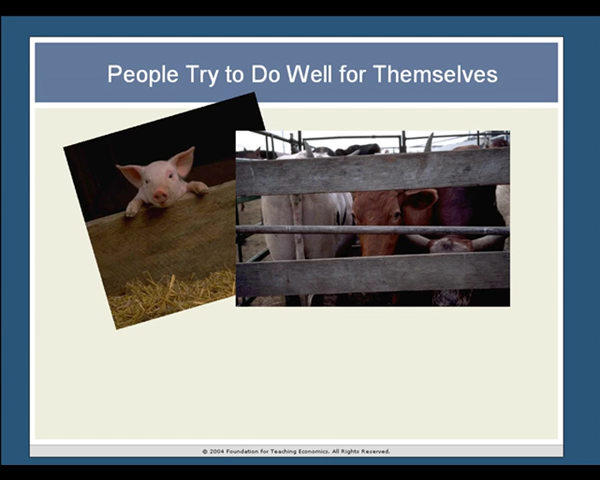 People Try to Do Well for Themselves
© 2004 Foundation for Teaching Economics. All Rights Reserved.